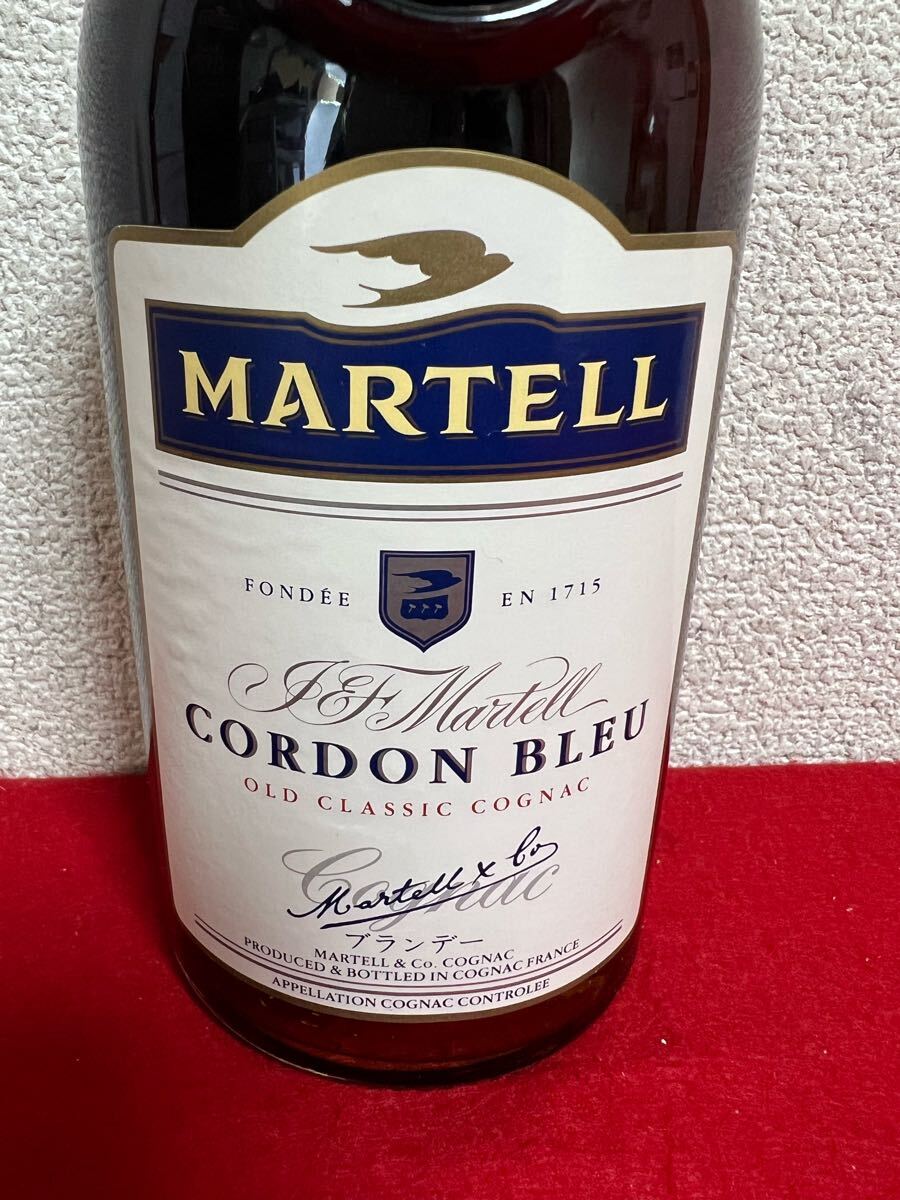 MARTELL
FONDÉE EN 1715
J&F Martell
CORDON BLEU
OLD CLASSIC COGNAC
Cognac
Martell & Co
ブランデー
MARTELL & Co. COGNAC
PRODUCED & BOTTLED IN COGNAC FRANCE
APPELLATION COGNAC CONTROLEE